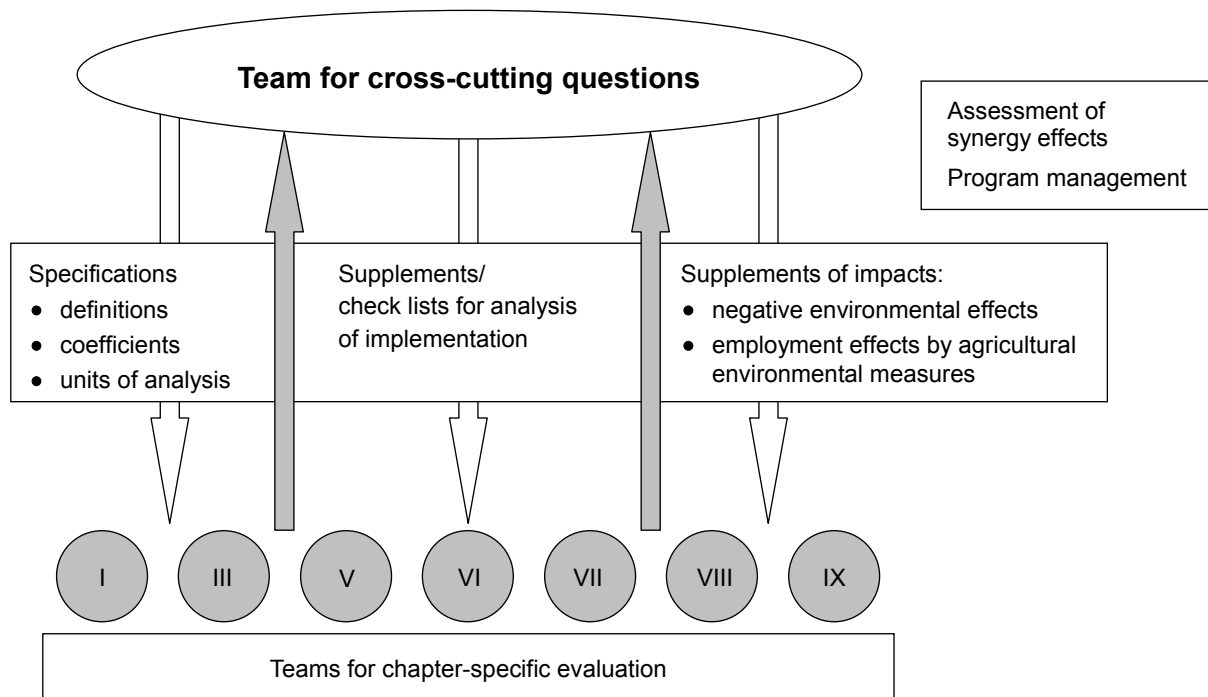 Team for cross-cutting questions
Assessment of
synergy effects
Program management
Specifications
• definitions
• coefficients
• units of analysis
Supplements/
check lists for analysis
of implementation
Supplements of impacts:
• negative environmental effects
• employment effects by agricultural
environmental measures
I III V VI VII VIII IX
Teams for chapter-specific evaluation